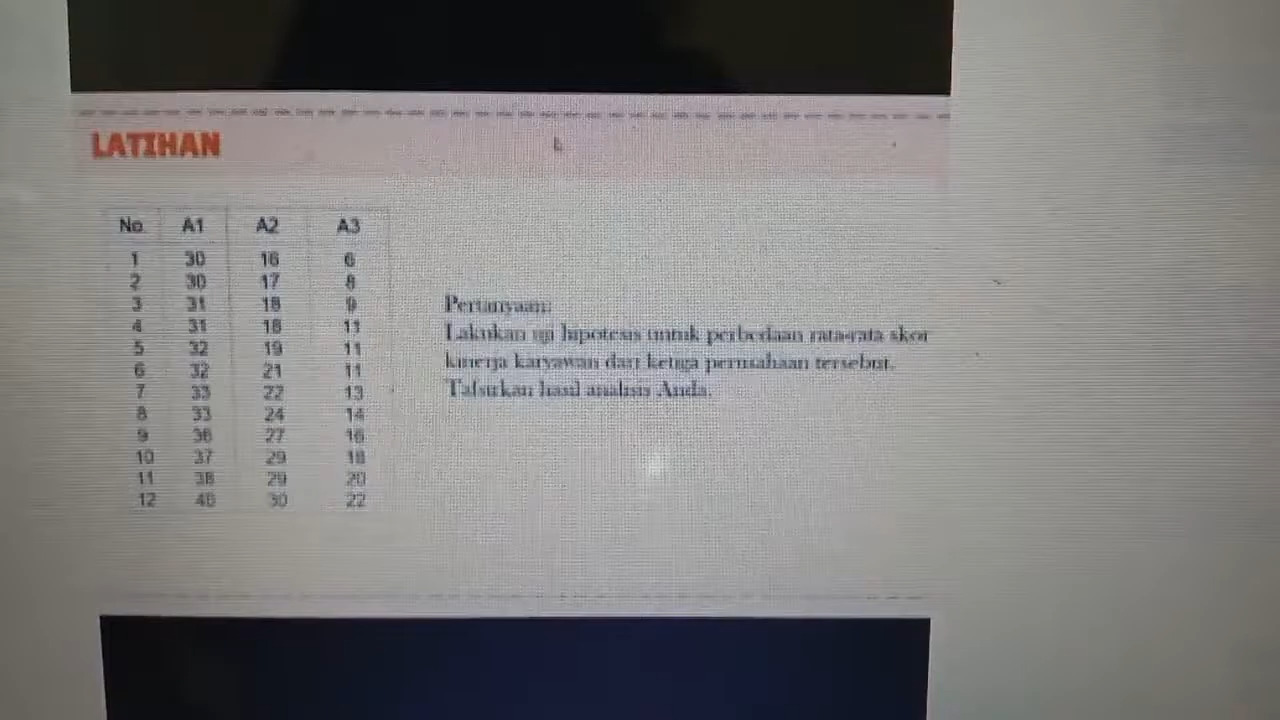 LATIHAN
No. A1 A2 A3
1 30 16 6
2 30 17 8
3 31 18 9
4 31 18 11
5 32 19 11
6 32 21 11
7 33 22 13
8 33 24 14
9 36 27 16
10 37 29 18
11 38 29 20
12 30 22
Pertanyaan:
Lakukan uji hipotesis untuk perbedaan rata-rata skor
kinerja karyawan dari ketiga perusahaan tersebut.
Tafsirkan hasil analisis Anda.